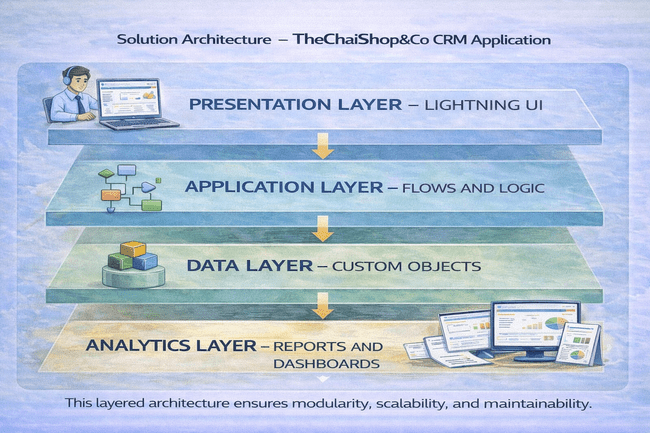 Solution Architecture – TheChaiShop&Co CRM Application
PRESENTATION LAYER – LIGHTNING UI
APPLICATION LAYER – FLOWS AND LOGIC
DATA LAYER – CUSTOM OBJECTS
ANALYTICS LAYER – REPORTS AND
DASHBOARDS
This layered architecture ensures modularity, scalability, and maintainability.